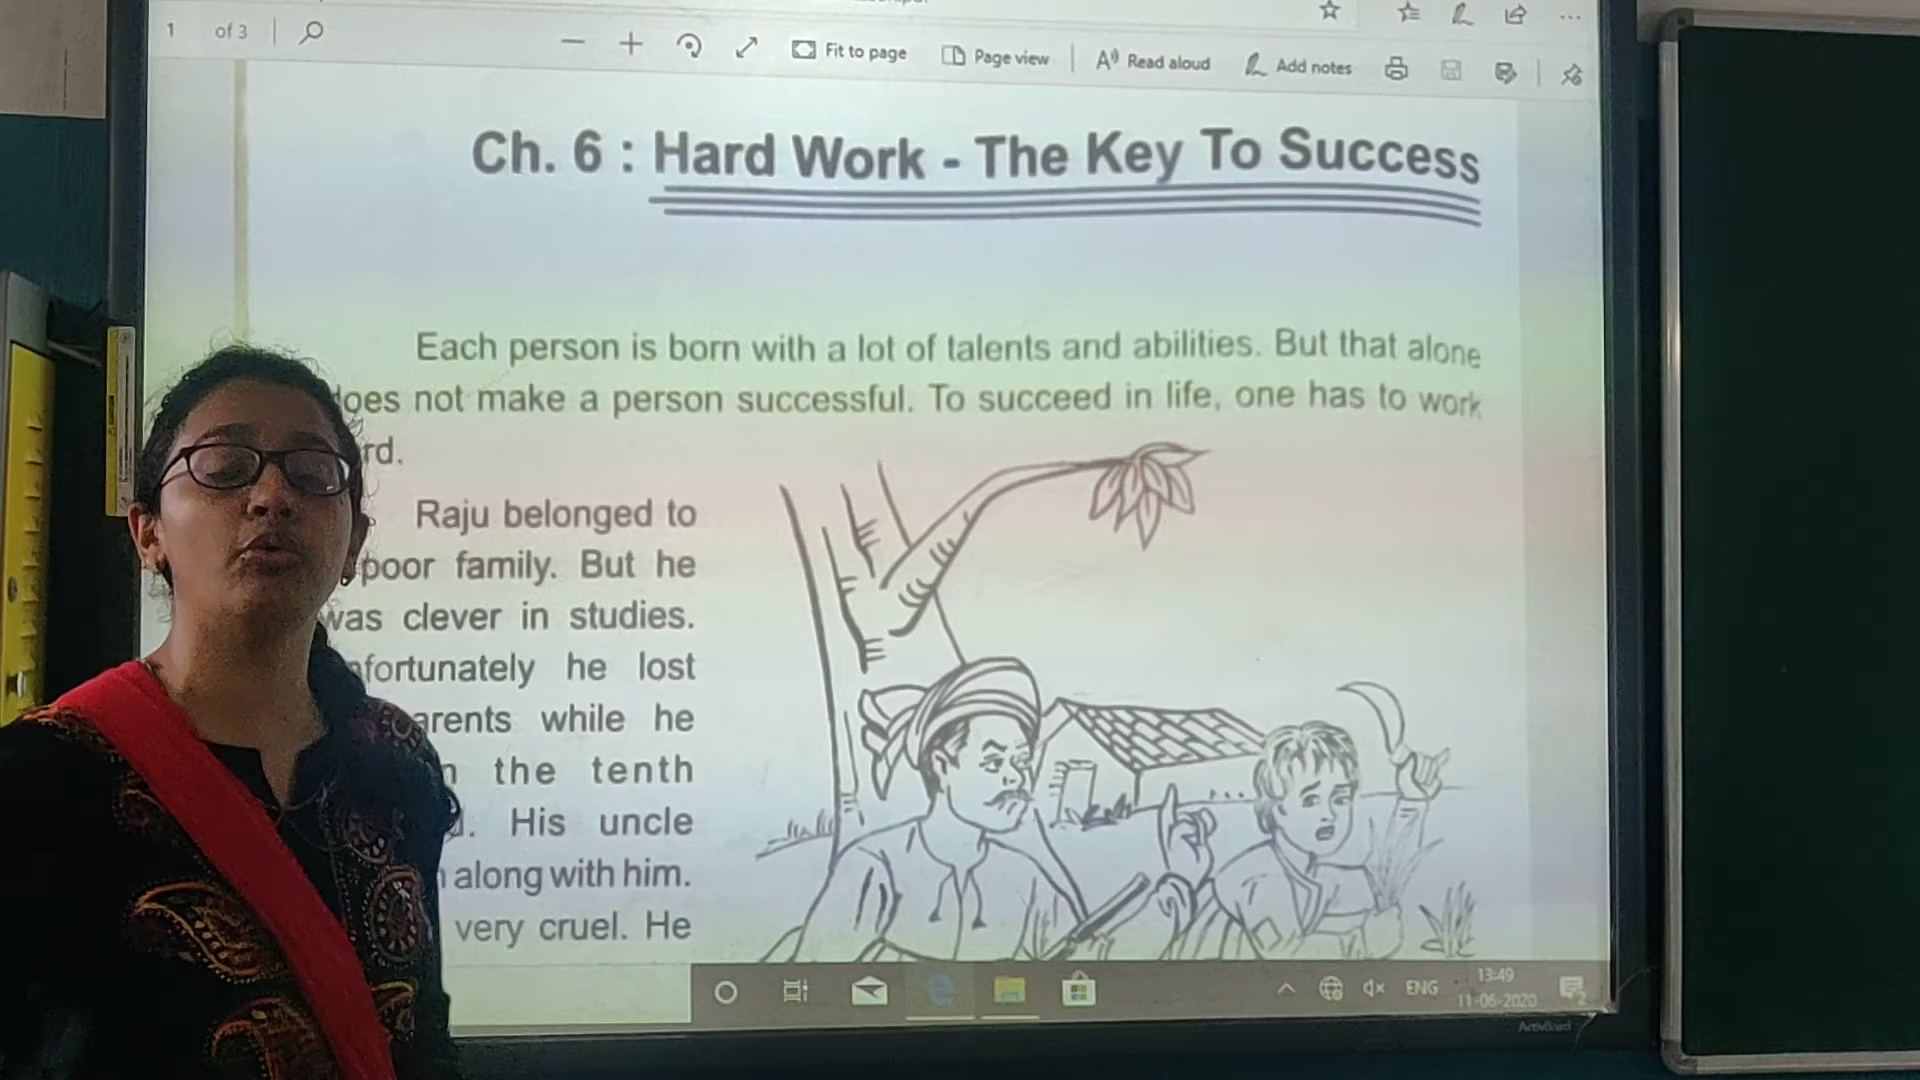 1 of 3
Fit to page
Page view
Read aloud
Add notes
Ch. 6 : Hard Work - The Key To Success
Each person is born with a lot of talents and abilities. But that alone
oes not make a person successful. To succeed in life, one has to work
rd.
Raju belonged to
poor family. But he
was clever in studies.
fortunately he lost
arents while he
n the tenth
His uncle
along with him.
very cruel. He
ENG
13:49
11-06-2020
2
ActivBoard